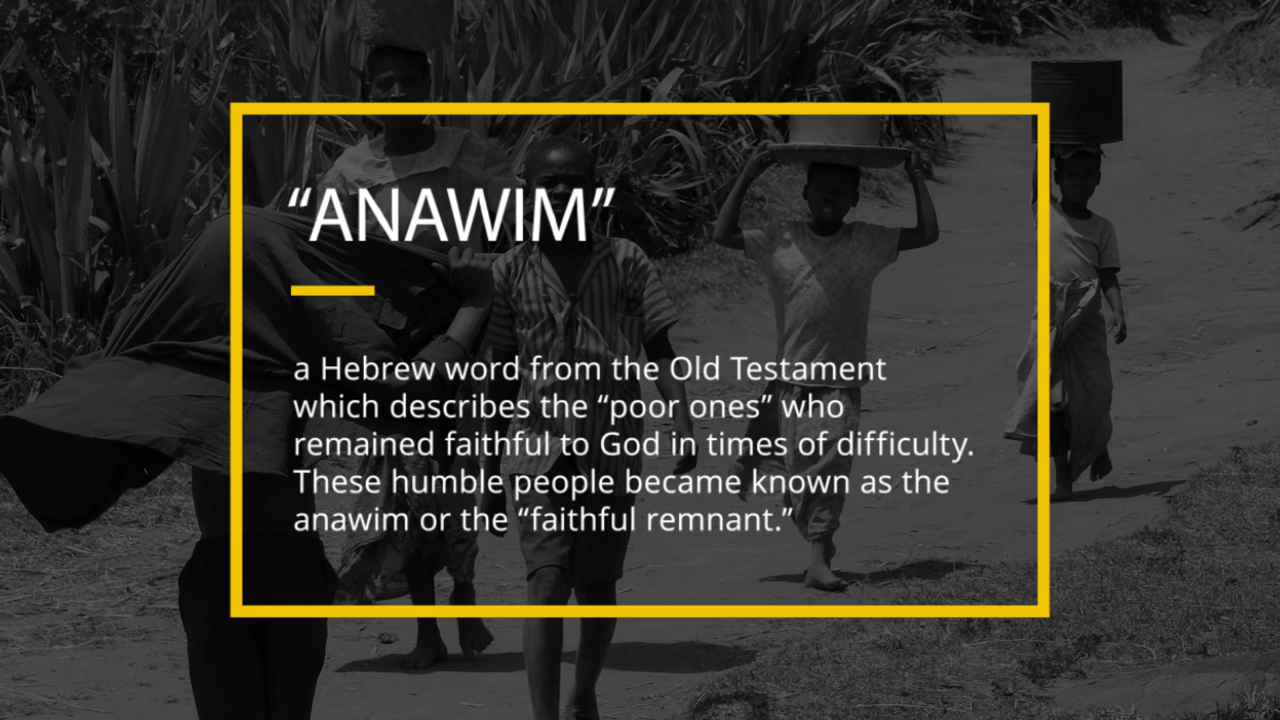 “ANAWIM”
a Hebrew word from the Old Testament
which describes the “poor ones” who
remained faithful to God in times of difficulty.
These humble people became known as the
anawim or the “faithful remnant.”